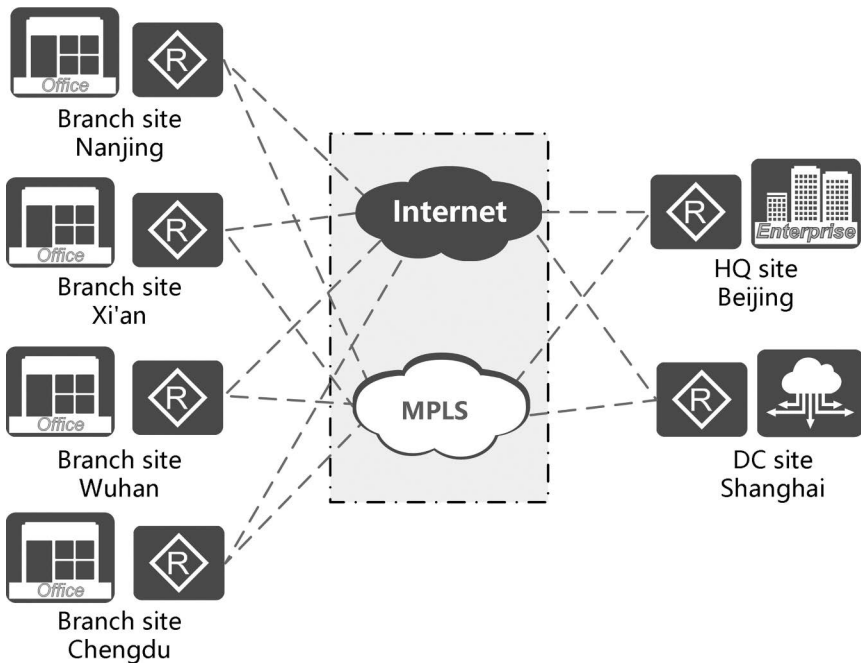 Office
R
Branch site
Nanjing
Office
R
Branch site
Xi'an
Office
R
Branch site
Wuhan
Office
R
Branch site
Chengdu
Internet
MPLS
R
Enterprise
HQ site
Beijing
R
DC site
Shanghai